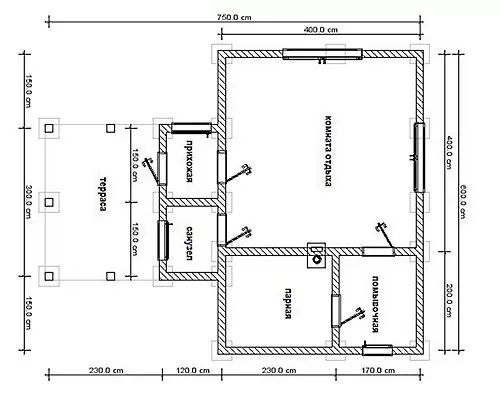 750.0 cm
400.0 cm
150.0 cm
300.0 cm
150.0 cm
150.0 cm
150.0 cm
терраса
прихожая
санузел
комната отдыха
парная
помывочная
400.0 cm
200.0 cm
600.0 cm
230.0 cm
120.0 cm
230.0 cm
170.0 cm